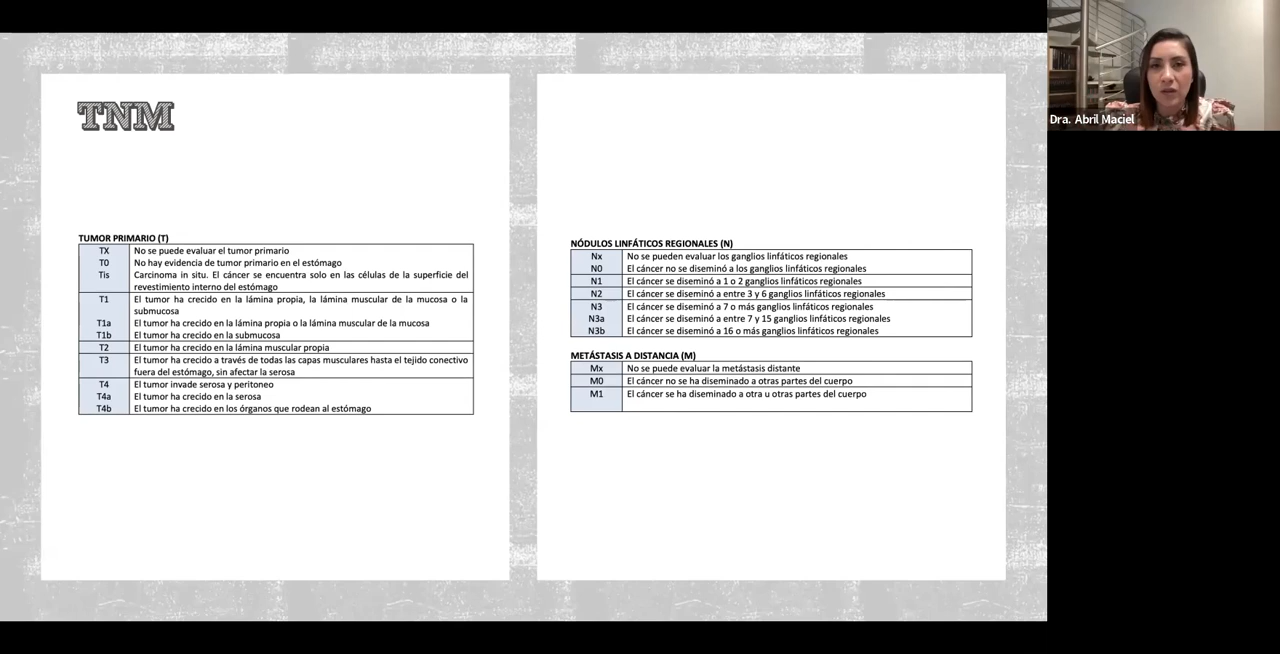 TNM
TUMOR PRIMARIO (T)
TX No se puede evaluar el tumor primario
T0 No hay evidencia de tumor primario en el estómago
Tis Carcinoma in situ. El cáncer se encuentra solo en las células de la superficie del
revestimiento interno del estómago
T1 El tumor ha crecido en la lámina propia, la lámina muscular de la mucosa o la
submucosa
T1a El tumor ha crecido en la lámina propia o la lámina muscular de la mucosa
T1b El tumor ha crecido en la submucosa
T2 El tumor ha crecido en la lámina muscular propia
T3 El tumor ha crecido a través de todas las capas musculares hasta el tejido conectivo
fuera del estómago, sin afectar la serosa
T4 El tumor invade serosa y peritoneo
T4a El tumor ha crecido en la serosa
T4b El tumor ha crecido en los órganos que rodean al estómago
NÓDULOS LINFÁTICOS REGIONALES (N)
Nx No se pueden evaluar los ganglios linfáticos regionales
N0 El cáncer no se diseminó a los ganglios linfáticos regionales
N1 El cáncer se diseminó a 1 o 2 ganglios linfáticos regionales
N2 El cáncer se diseminó a entre 3 y 6 ganglios linfáticos regionales
N3 El cáncer se diseminó a 7 o más ganglios linfáticos regionales
N3a El cáncer se diseminó a entre 7 y 15 ganglios linfáticos regionales
N3b El cáncer se diseminó a 16 o más ganglios linfáticos regionales
METÁSTASIS A DISTANCIA (M)
Mx No se puede evaluar la metástasis distante
M0 El cáncer no se ha diseminado a otras partes del cuerpo
M1 El cáncer se ha diseminado a otra u otras partes del cuerpo
Dra. Abril Maciel